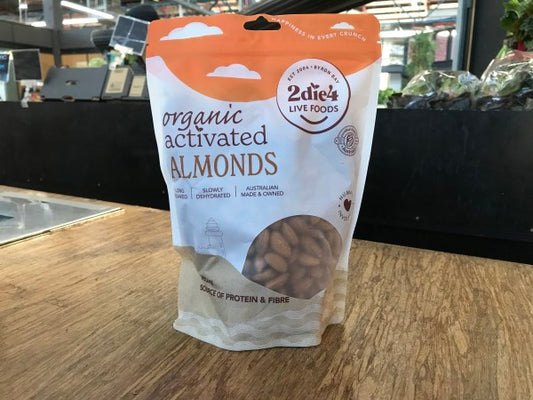 HAPPINESS IN EVERY CRUNCH
EST 2004 • BYRON BAY
2die4
LIVE FOODS
organic
activated
ALMONDS
LONG
SOAKED
SLOWLY
DEHYDRATED
AUSTRALIAN
MADE & OWNED
SOURCE OF PROTEIN & FIBRE